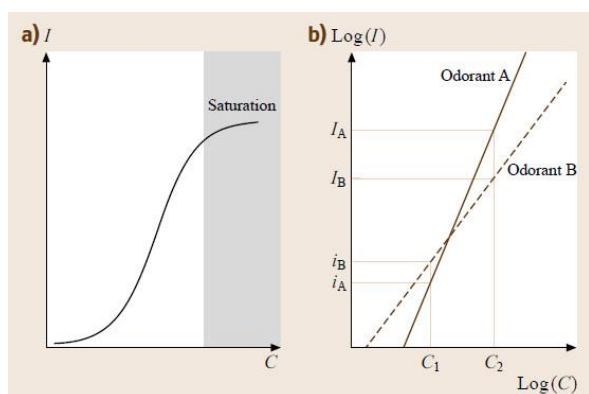 a) I
Saturation
C
b) Log(I)
Odorant A
I_A
I_B
Odorant B
i_B
i_A
C_1 C_2
Log(C)